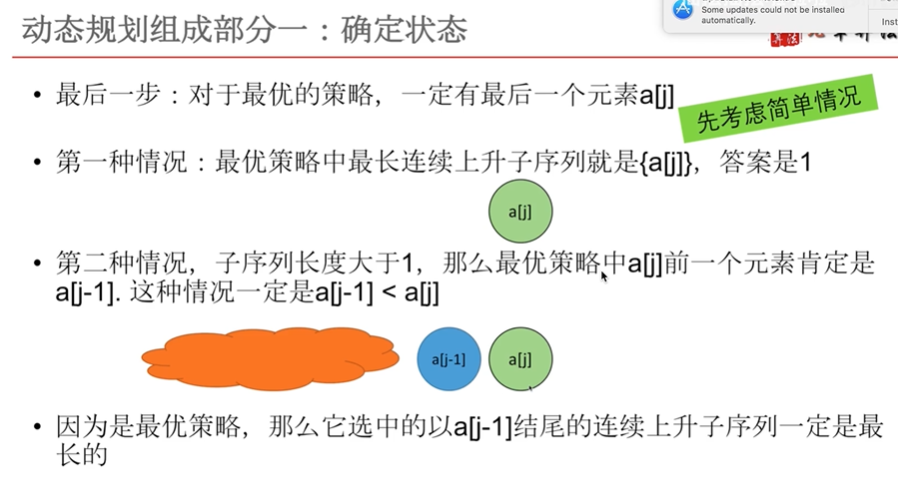 Some updates could not be installed
automatically.
Inst
动态规划组成部分一：确定状态
算法
• 最后一步：对于最优的策略，一定有最后一个元素a[j]
先考虑简单情况
• 第一种情况：最优策略中最长连续上升子序列就是{a[j]}，答案是1
a[j]
• 第二种情况，子序列长度大于1，那么最优策略中a[j]前一个元素肯定是
a[j-1]. 这种情况一定是a[j-1] < a[j]
a[j-1]
a[j]
• 因为是最优策略，那么它选中的以a[j-1]结尾的连续上升子序列一定是最
长的